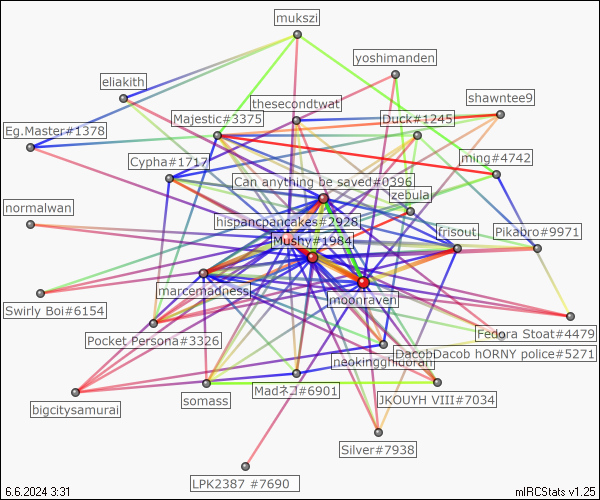 mukszi
yoshimanden
eliakith
thesecondtwat
shawntee9
Majestic#3375
Duck#1245
Eg.Master#1378
Cypha#1717
ming#4742
Can anything be saved#0396
zebula
normalwan
hispancpancakes#2928
frisout
Pikabro#9971
Mushy#1984
marcemadness
moonraven
Swirly Boi#6154
Pocket Persona#3326
Fedora Stoat#4479
DacobDacob hORNY police#5271
neokingghidorah
bigcitysamurai
somass
Madネコ#6901
JKOUYH VIII#7034
Silver#7938
LPK2387 #7690
6.6.2024 3:31
mIRCStats v1.25